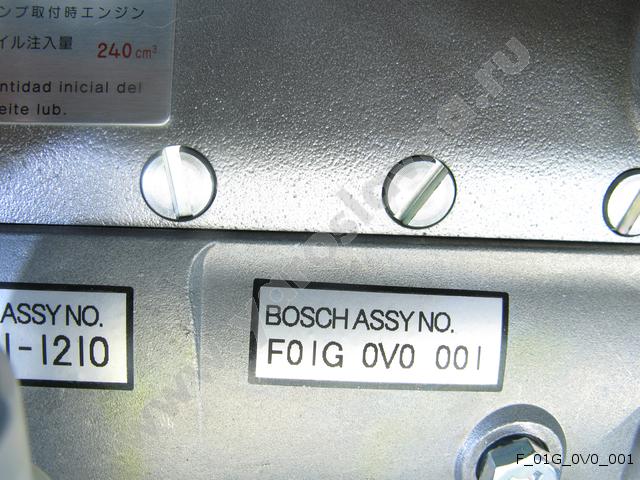 ンプ取付時エンジン
イル注入量 240cm³
ntidad inicial del
eite lub.
ASSY NO.
1-1210
BOSCH ASSY NO.
F01G 0V0 001
F_01G_0V0_001